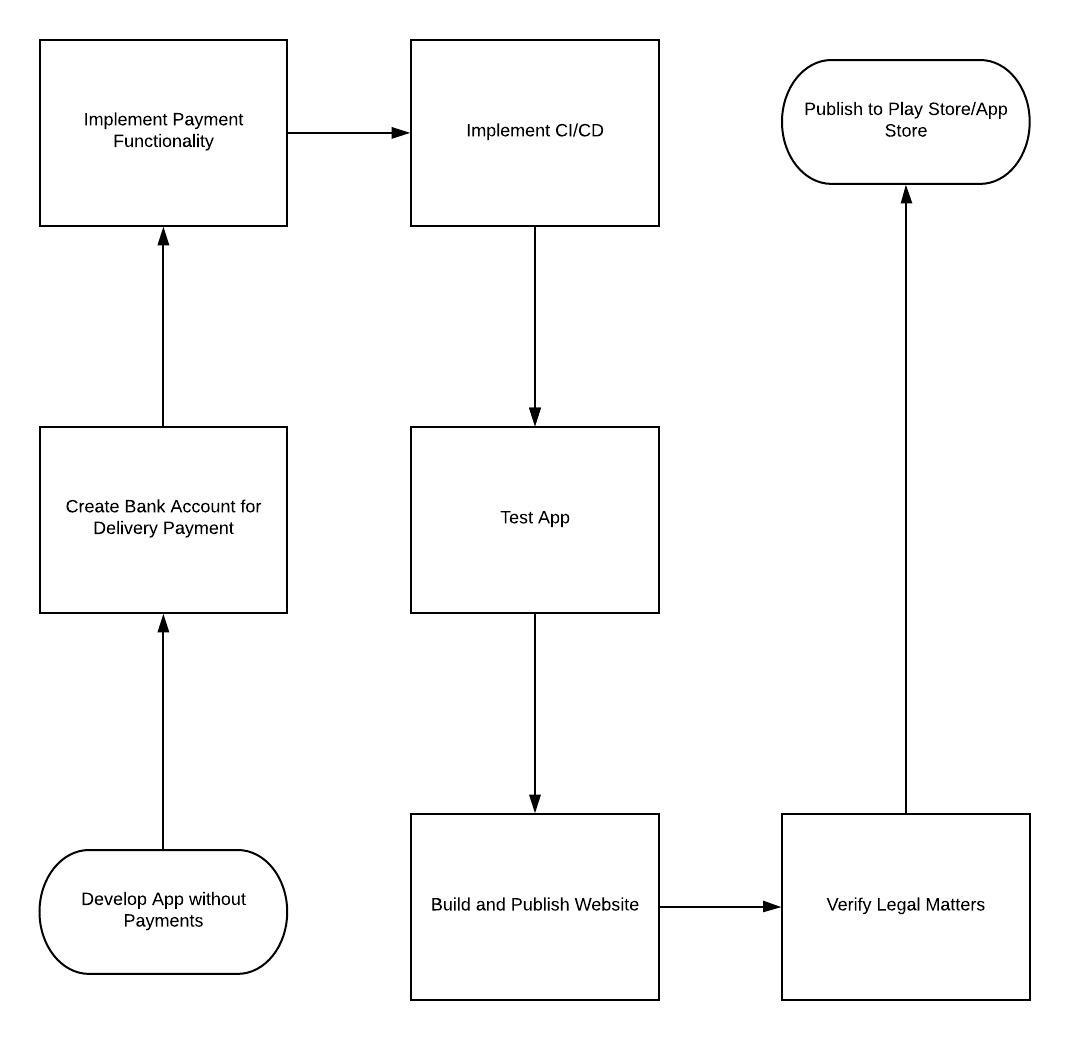 Implement Payment
Functionality
Implement CI/CD
Publish to Play Store/App
Store
Create Bank Account for
Delivery Payment
Test App
Develop App without
Payments
Build and Publish Website
Verify Legal Matters